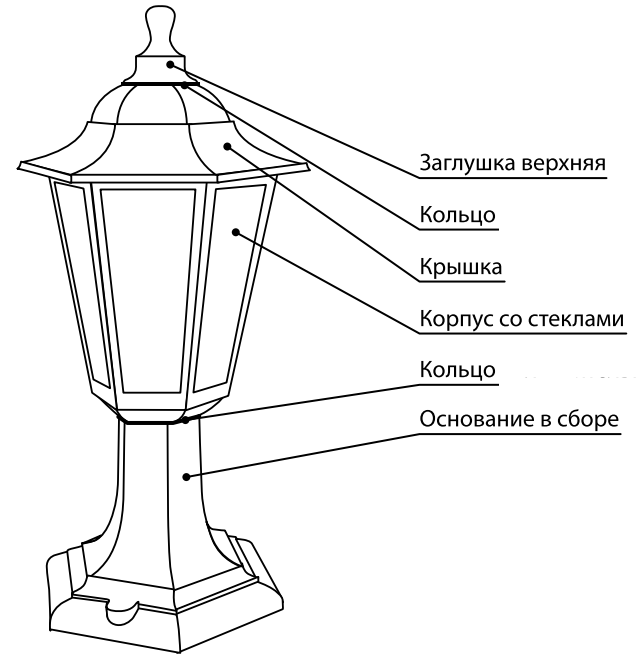 Заглушка верхняя
Кольцо
Крышка
Корпус со стеклами
Кольцо
Основание в сборе